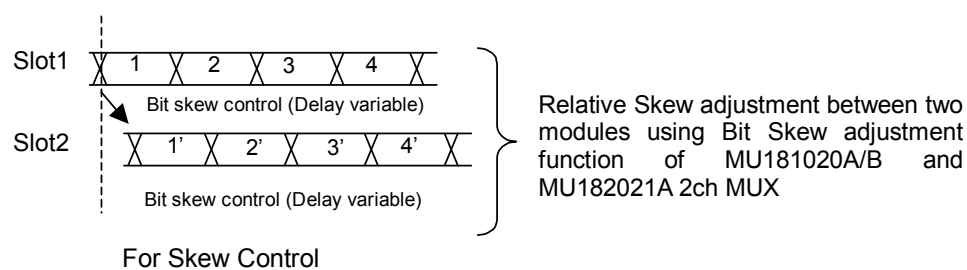 Slot1
1 2 3 4
Bit skew control (Delay variable)
Slot2
1’ 2’ 3’ 4’
Bit skew control (Delay variable)
For Skew Control
Relative Skew adjustment between two
modules using Bit Skew adjustment
function of MU181020A/B and
MU182021A 2ch MUX